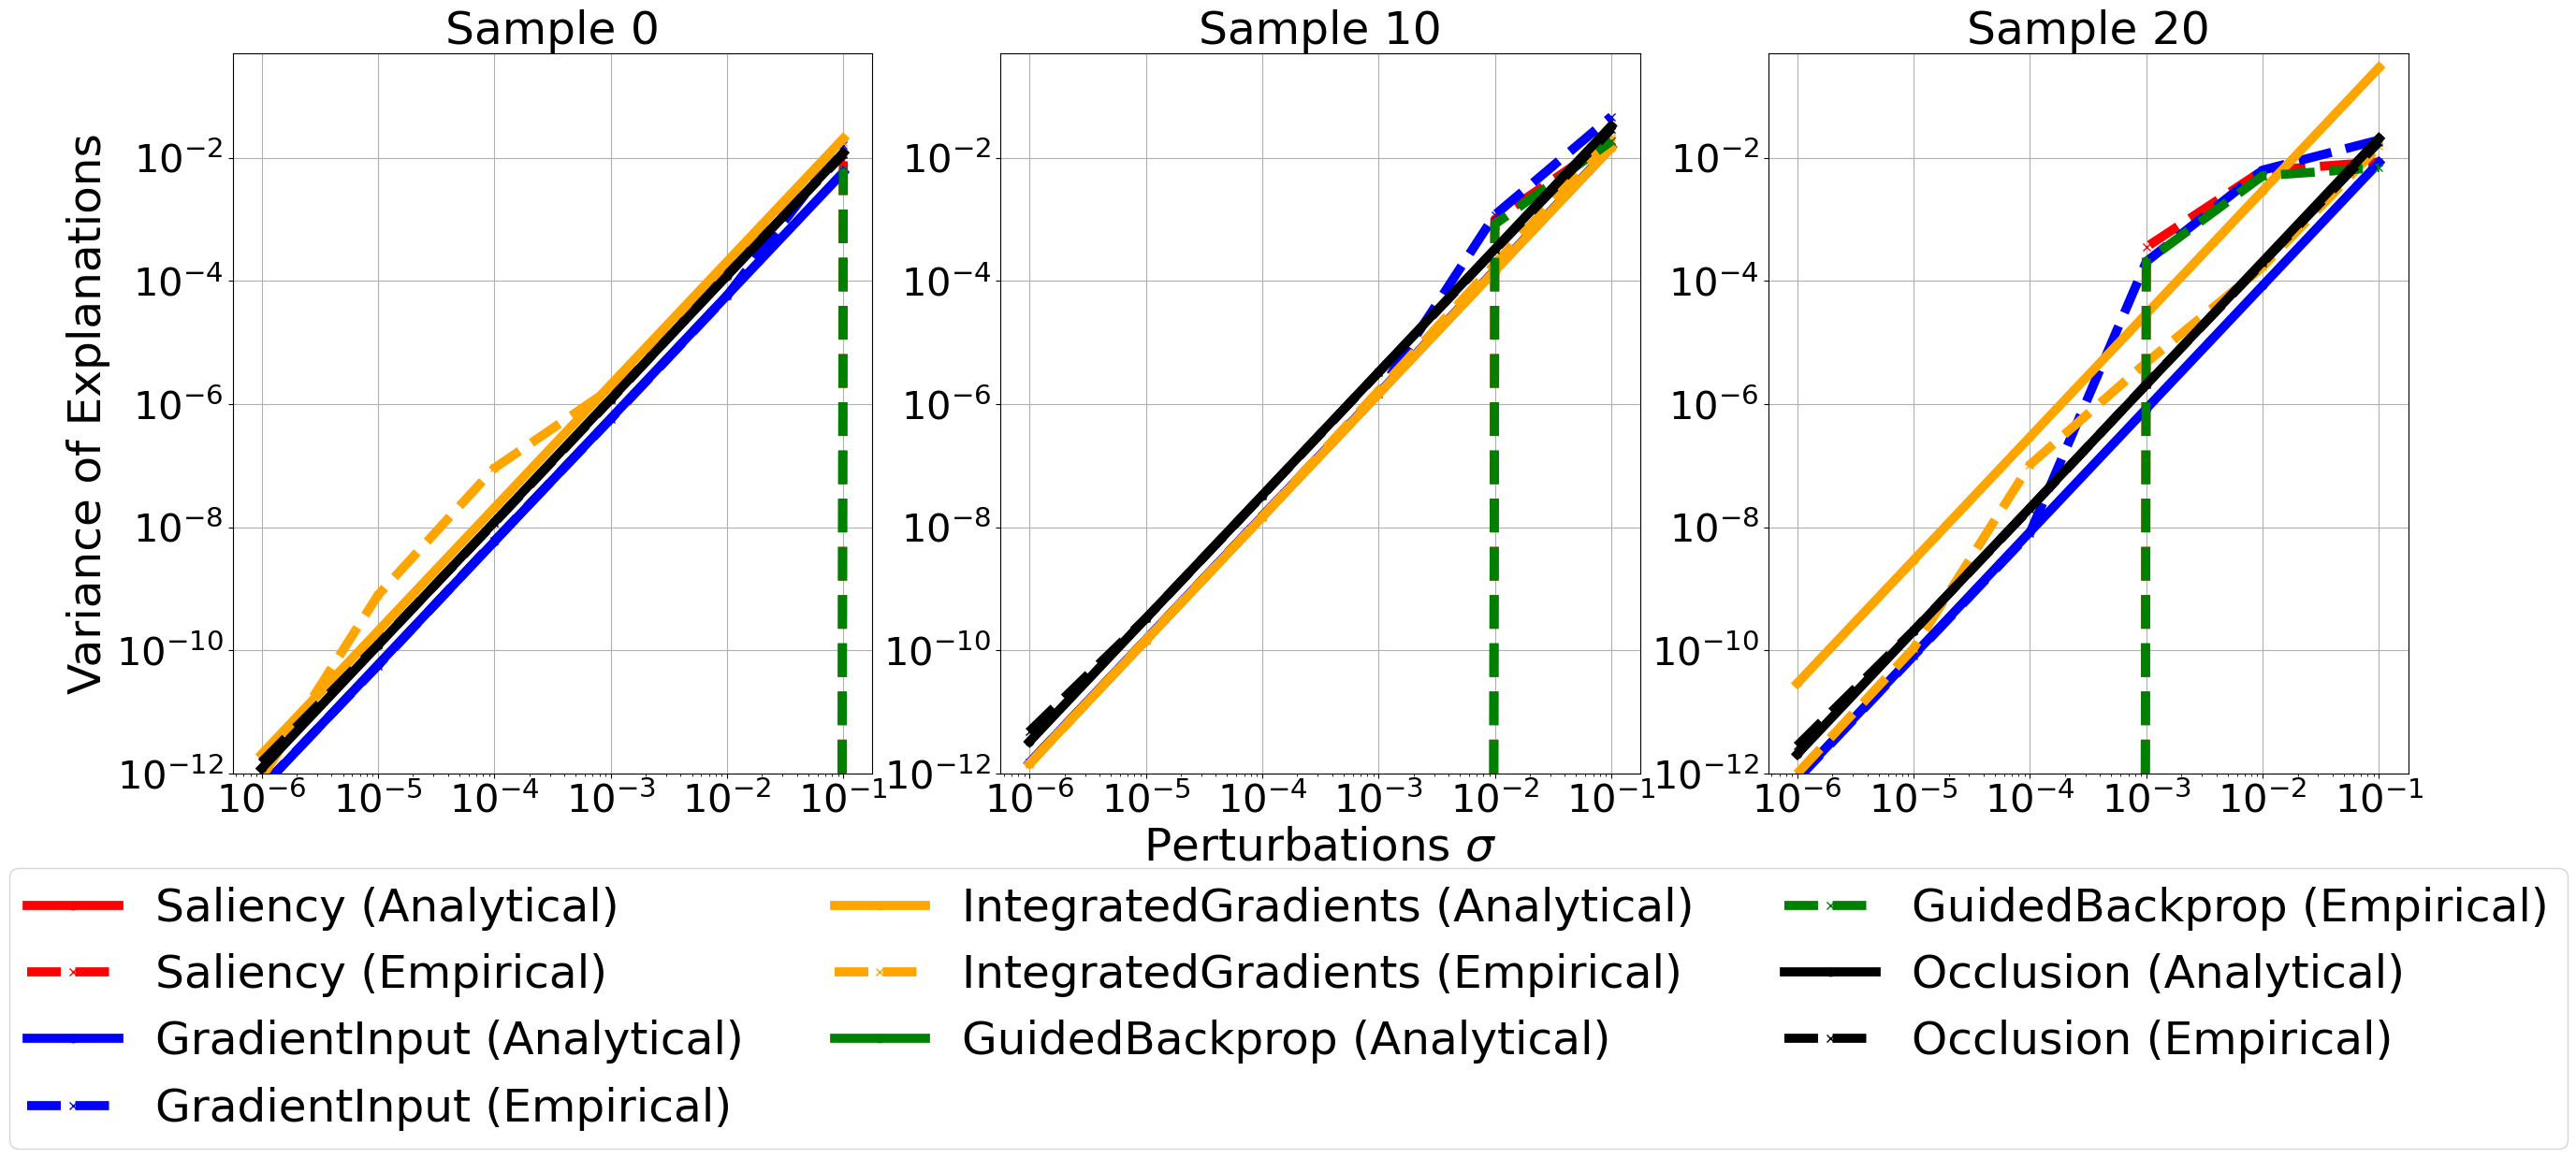 Sample 0
Sample 10
Sample 20
Variance of Explanations
10⁻²
10⁻⁴
10⁻⁶
10⁻⁸
10⁻¹⁰
10⁻¹²
10⁻⁶ 10⁻⁵ 10⁻⁴ 10⁻³ 10⁻² 10⁻¹
10⁻²
10⁻⁴
10⁻⁶
10⁻⁸
10⁻¹⁰
10⁻¹²
10⁻⁶ 10⁻⁵ 10⁻⁴ 10⁻³ 10⁻² 10⁻¹
10⁻²
10⁻⁴
10⁻⁶
10⁻⁸
10⁻¹⁰
10⁻¹²
10⁻⁶ 10⁻⁵ 10⁻⁴ 10⁻³ 10⁻² 10⁻¹
Perturbations σ
Saliency (Analytical)
Saliency (Empirical)
GradientInput (Analytical)
GradientInput (Empirical)
IntegratedGradients (Analytical)
IntegratedGradients (Empirical)
GuidedBackprop (Analytical)
GuidedBackprop (Empirical)
Occlusion (Analytical)
Occlusion (Empirical)